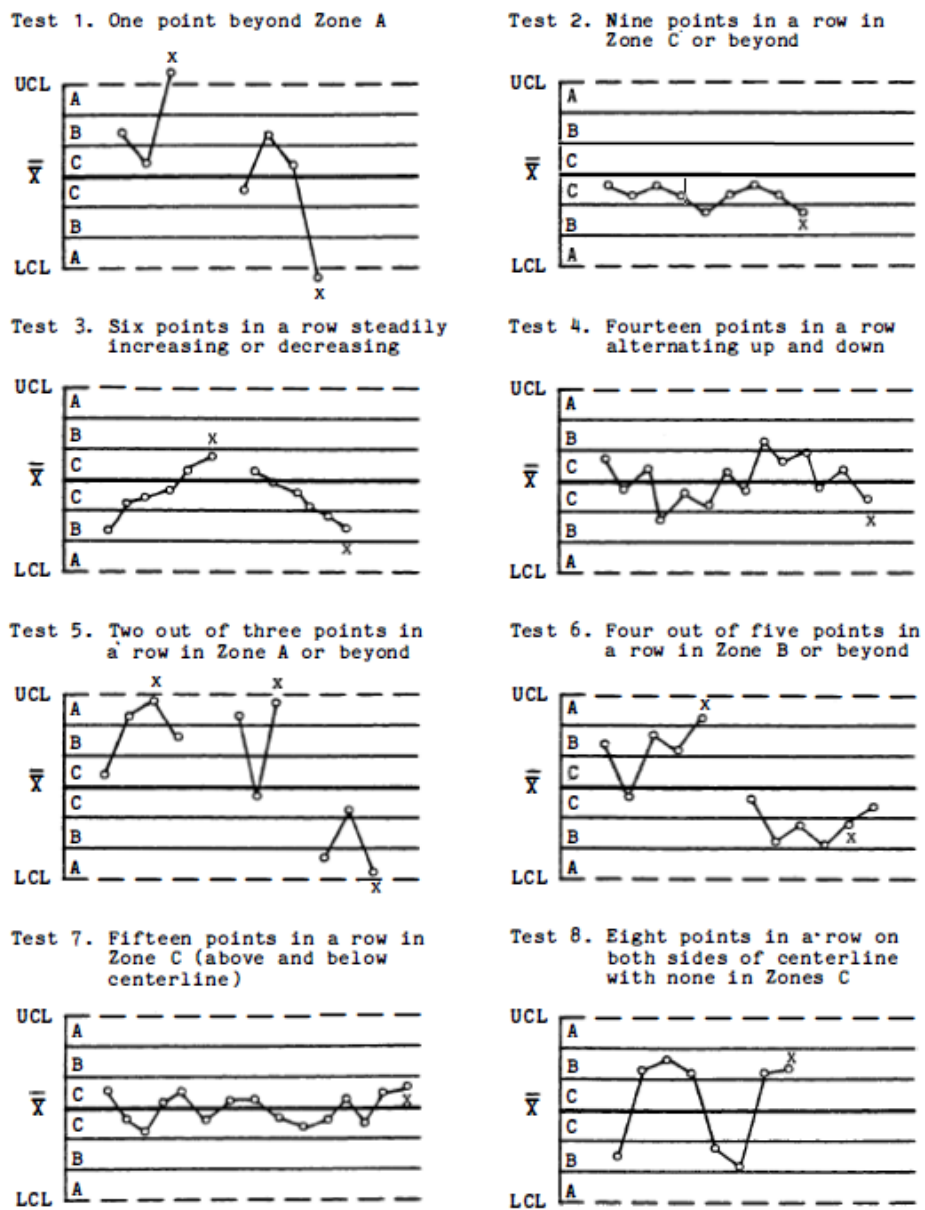 Test 1. One point beyond Zone A
X
UCL
A
B
C
X̿
C
B
A
LCL
X
Test 2. Nine points in a row in
Zone C or beyond
UCL
A
B
C
X̿
C
B
X
A
LCL
Test 3. Six points in a row steadily
increasing or decreasing
UCL
A
B
X
C
X̿
C
B
X
A
LCL
Test 4. Fourteen points in a row
alternating up and down
UCL
A
B
C
X̿
C
X
B
A
LCL
Test 5. Two out of three points in
a row in Zone A or beyond
X X
UCL
A
B
C
X̿
C
B
A
LCL
X
Test 6. Four out of five points in
a row in Zone B or beyond
UCL
X
A
B
C
X̿
C
B
X
A
LCL
Test 7. Fifteen points in a row in
Zone C (above and below
centerline)
UCL
A
B
C
X
X̿
C
B
A
LCL
Test 8. Eight points in a row on
both sides of centerline
with none in Zones C
UCL
A
X
B
C
X̿
C
B
A
LCL